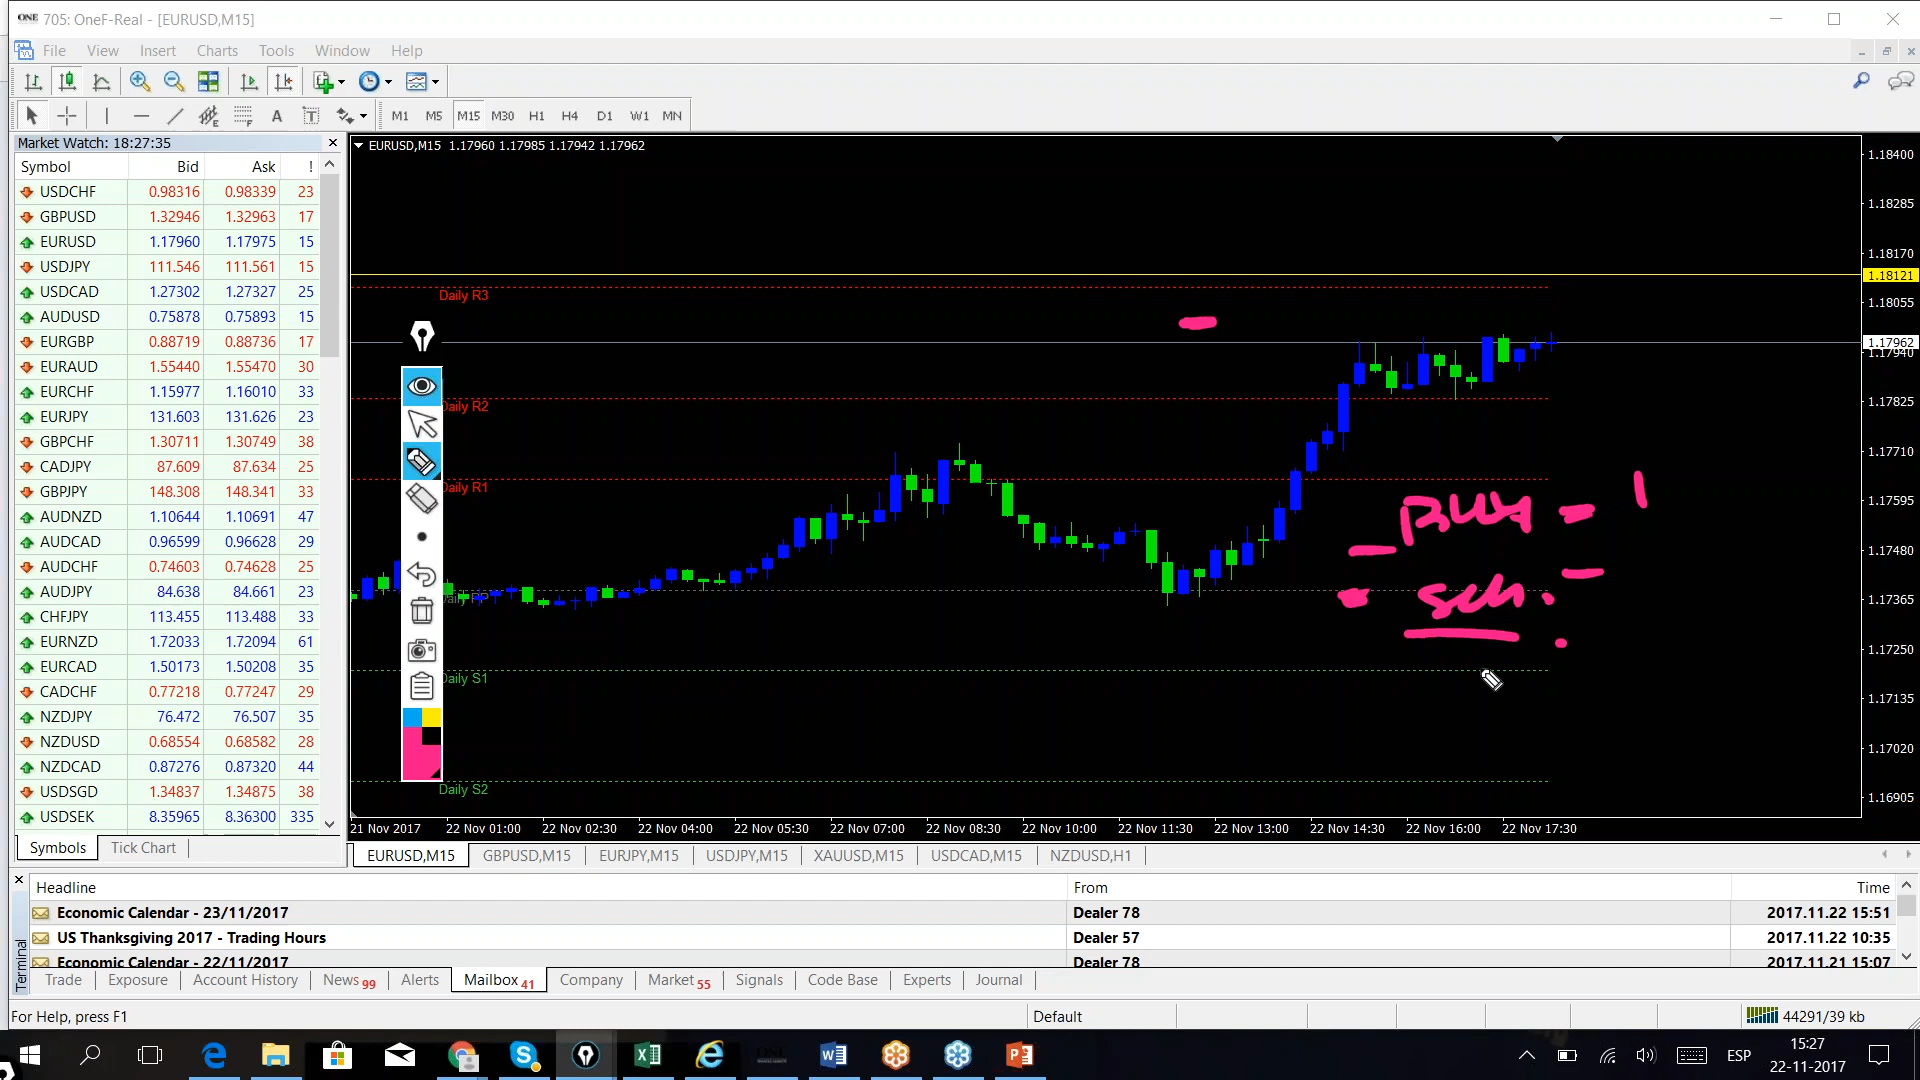 ONE 705: OneF-Real - [EURUSD,M15]
File View Insert Charts Tools Window Help
M1 M5 M15 M30 H1 H4 D1 W1 MN
Market Watch: 18:27:35
Symbol Bid Ask !
USDCHF 0.98316 0.98339 23
GBPUSD 1.32946 1.32963 17
EURUSD 1.17960 1.17975 15
USDJPY 111.546 111.561 15
USDCAD 1.27302 1.27327 25
AUDUSD 0.75878 0.75893 15
EURGBP 0.88719 0.88736 17
EURAUD 1.55440 1.55470 30
EURCHF 1.15977 1.16010 33
EURJPY 131.603 131.626 23
GBPCHF 1.30711 1.30749 38
CADJPY 87.609 87.634 25
GBPJPY 148.308 148.341 33
AUDNZD 1.10644 1.10691 47
AUDCAD 0.96599 0.96628 29
AUDCHF 0.74603 0.74628 25
AUDJPY 84.638 84.661 23
CHFJPY 113.455 113.488 33
EURNZD 1.72033 1.72094 61
EURCAD 1.50173 1.50208 35
CADCHF 0.77218 0.77247 29
NZDJPY 76.472 76.507 35
NZDUSD 0.68554 0.68582 28
NZDCAD 0.87276 0.87320 44
USDSGD 1.34837 1.34875 38
USDSEK 8.35965 8.36300 335
Symbols Tick Chart
EURUSD,M15 1.17960 1.17985 1.17942 1.17962
1.18400
1.18285
1.18170
1.18121
1.18055
1.17962
1.17940
1.17825
1.17710
1.17595
1.17480
1.17365
1.17250
1.17135
1.17020
1.16905
Daily R3
Daily R2
Daily R1
Daily S1
Daily S2
21 Nov 2017 22 Nov 01:00 22 Nov 02:30 22 Nov 04:00 22 Nov 05:30 22 Nov 07:00 22 Nov 08:30 22 Nov 10:00 22 Nov 11:30 22 Nov 13:00 22 Nov 14:30 22 Nov 16:00 22 Nov 17:30
EURUSD,M15 GBPUSD,M15 EURJPY,M15 USDJPY,M15 XAUUSD,M15 USDCAD,M15 NZDUSD,H1
Headline From Time
Economic Calendar - 23/11/2017 Dealer 78 2017.11.22 15:51
US Thanksgiving 2017 - Trading Hours Dealer 57 2017.11.22 10:35
Economic Calendar - 22/11/2017 Dealer 78 2017.11.21 15:07
Terminal
Trade Exposure Account History News 99 Alerts Mailbox 41 Company Market 55 Signals Code Base Experts Journal
For Help, press F1 Default 44291/39 kb
ESP 15:27
22-11-2017